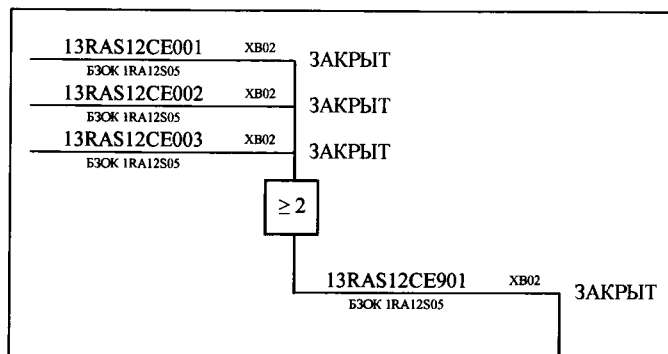 13RAS12CE001 XB02 ЗАКРЫТ
БЗОК 1RA12S05
13RAS12CE002 XB02 ЗАКРЫТ
БЗОК 1RA12S05
13RAS12CE003 XB02 ЗАКРЫТ
БЗОК 1RA12S05
≥ 2
13RAS12CE901 XB02 ЗАКРЫТ
БЗОК 1RA12S05